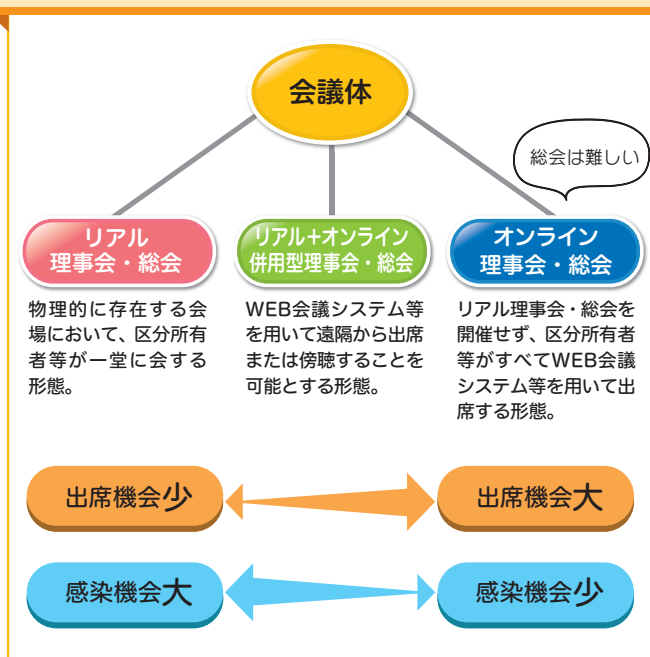 会議体
総会は難しい
リアル
理事会・総会
物理的に存在する会
場において、区分所有
者等が一堂に会する
形態。
リアル+オンライン
併用型理事会・総会
WEB会議システム等
を用いて遠隔から出席
または傍聴することを
可能とする形態。
オンライン
理事会・総会
リアル理事会・総会を
開催せず、区分所有者
等がすべてWEB会議
システム等を用いて出
席する形態。
出席機会少
出席機会大
感染機会大
感染機会少